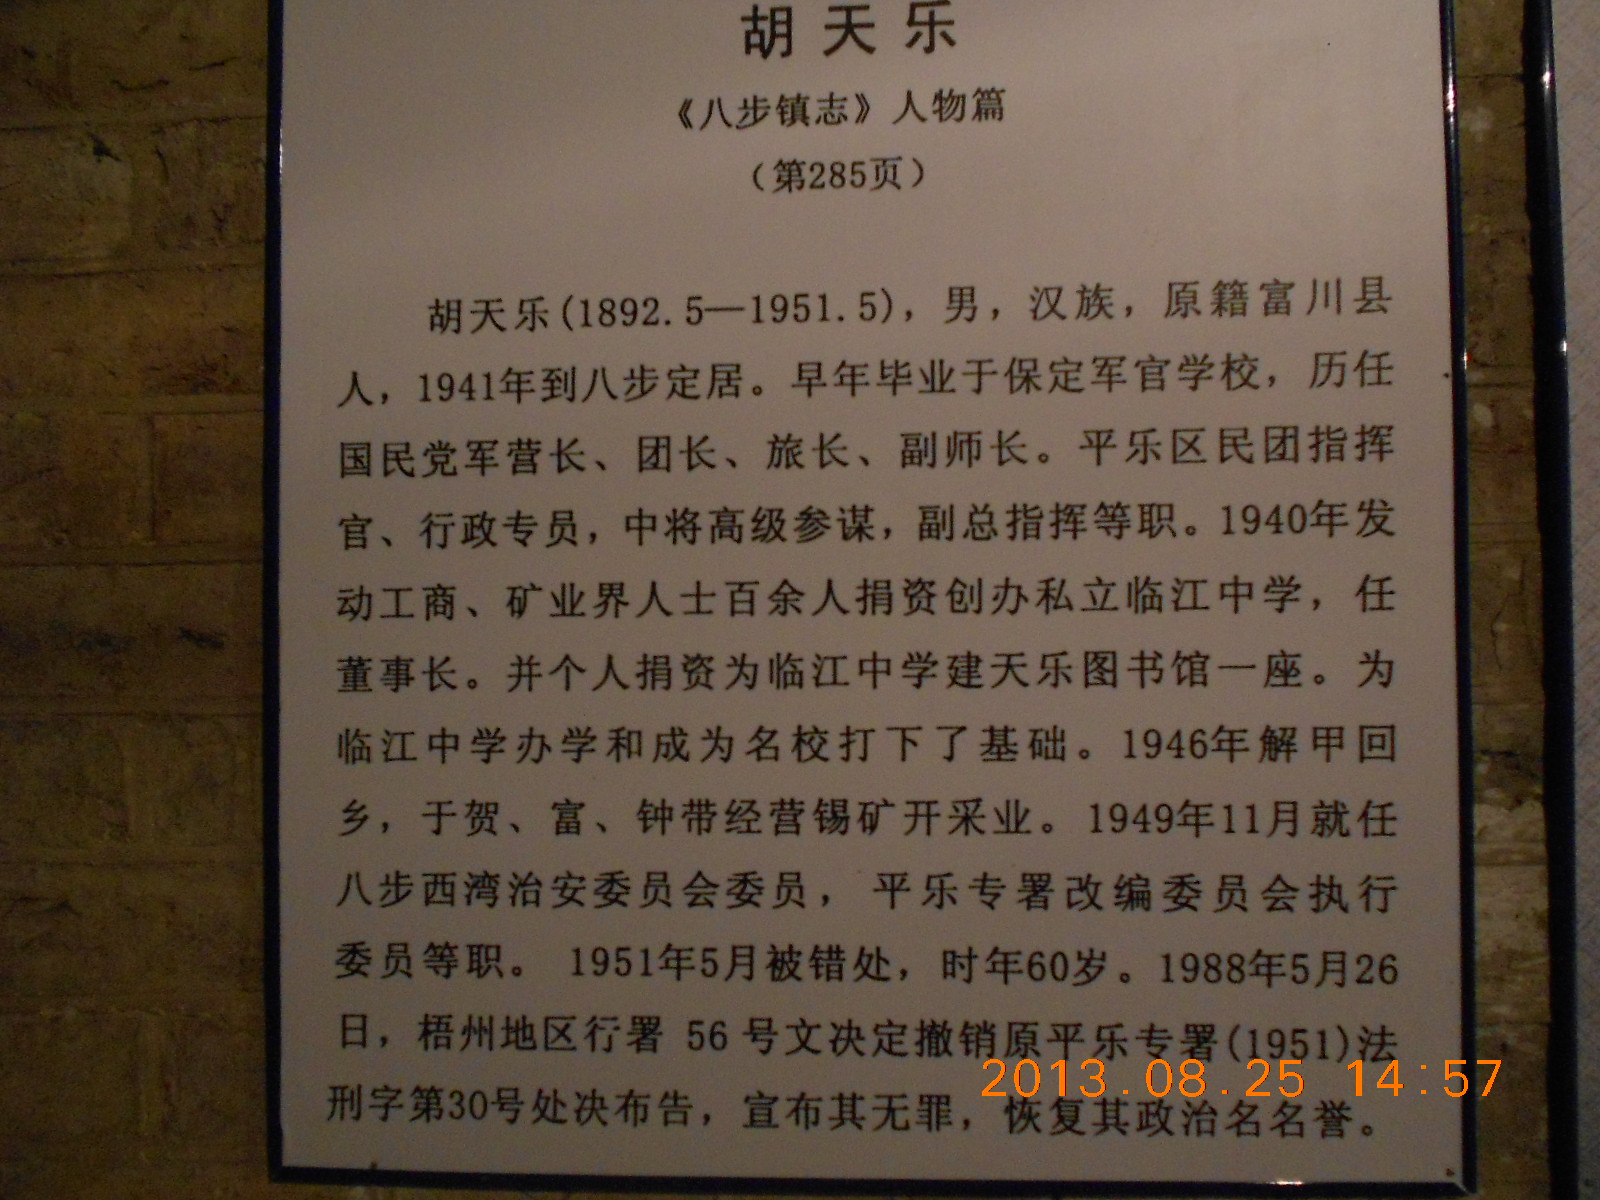 胡天乐
《八步镇志》人物篇
（第285页）
胡天乐(1892.5—1951.5)，男，汉族，原籍富川县
人，1941年到八步定居。早年毕业于保定军官学校，历任
国民党军营长、团长、旅长、副师长。平乐区民团指挥
官、行政专员，中将高级参谋，副总指挥等职。1940年发
动工商、矿业界人士百余人捐资创办私立临江中学，任
董事长。并个人捐资为临江中学建天乐图书馆一座。为
临江中学办学和成为名校打下了基础。1946年解甲回
乡，于贺、富、钟带经营锡矿开采业。1949年11月就任
八步西湾治安委员会委员，平乐专署改编委员会执行
委员等职。 1951年5月被错处，时年60岁。1988年5月26
日，梧州地区行署 56 号文决定撤销原平乐专署(1951)法
刑字第30号处决布告，宣布其无罪，恢复其政治名名誉。
2013.08.25 14:57